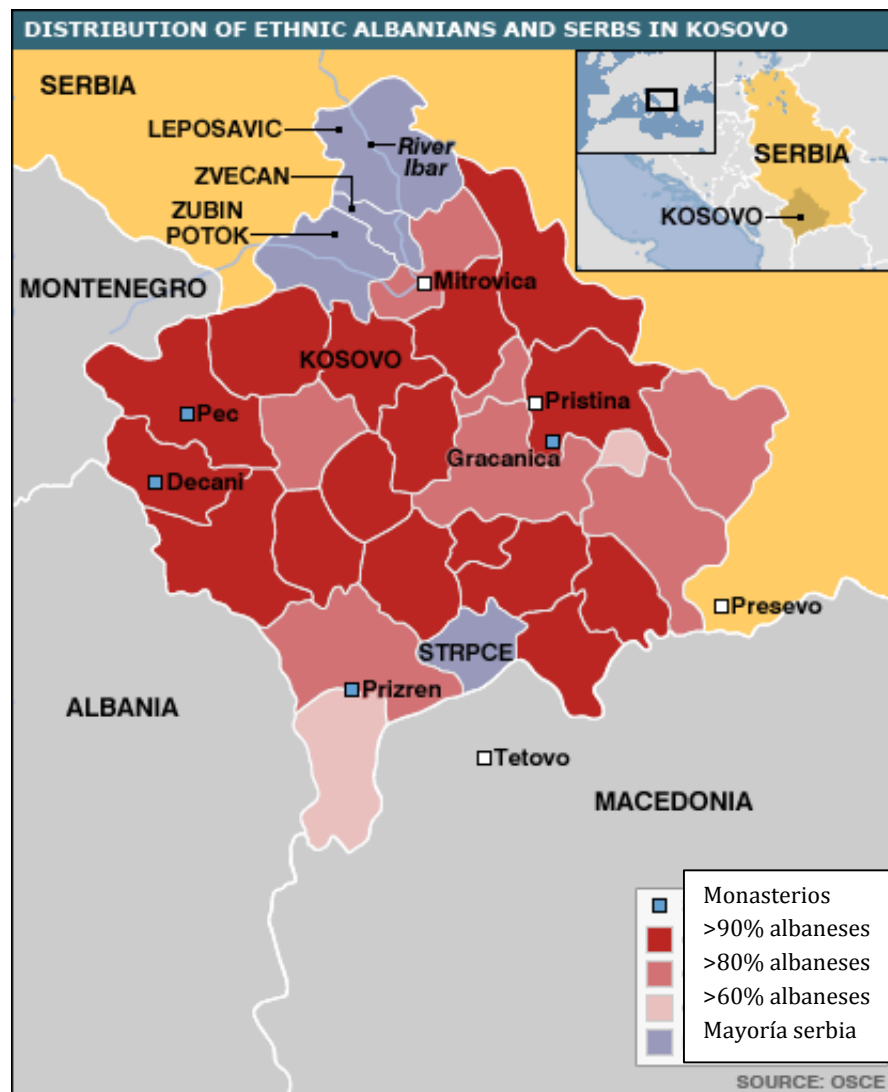 DISTRIBUTION OF ETHNIC ALBANIANS AND SERBS IN KOSOVO
SERBIA
LEPOSAVIC
River
Ibar
ZVECAN
ZUBIN
POTOK
SERBIA
KOSOVO
MONTENEGRO
Mitrovica
KOSOVO
Pec
Pristina
Gracanica
Decani
Presevo
STRPCE
Prizren
ALBANIA
Tetovo
MACEDONIA
Monasterios
>90% albaneses
>80% albaneses
>60% albaneses
Mayoría serbia
SOURCE: OSCE